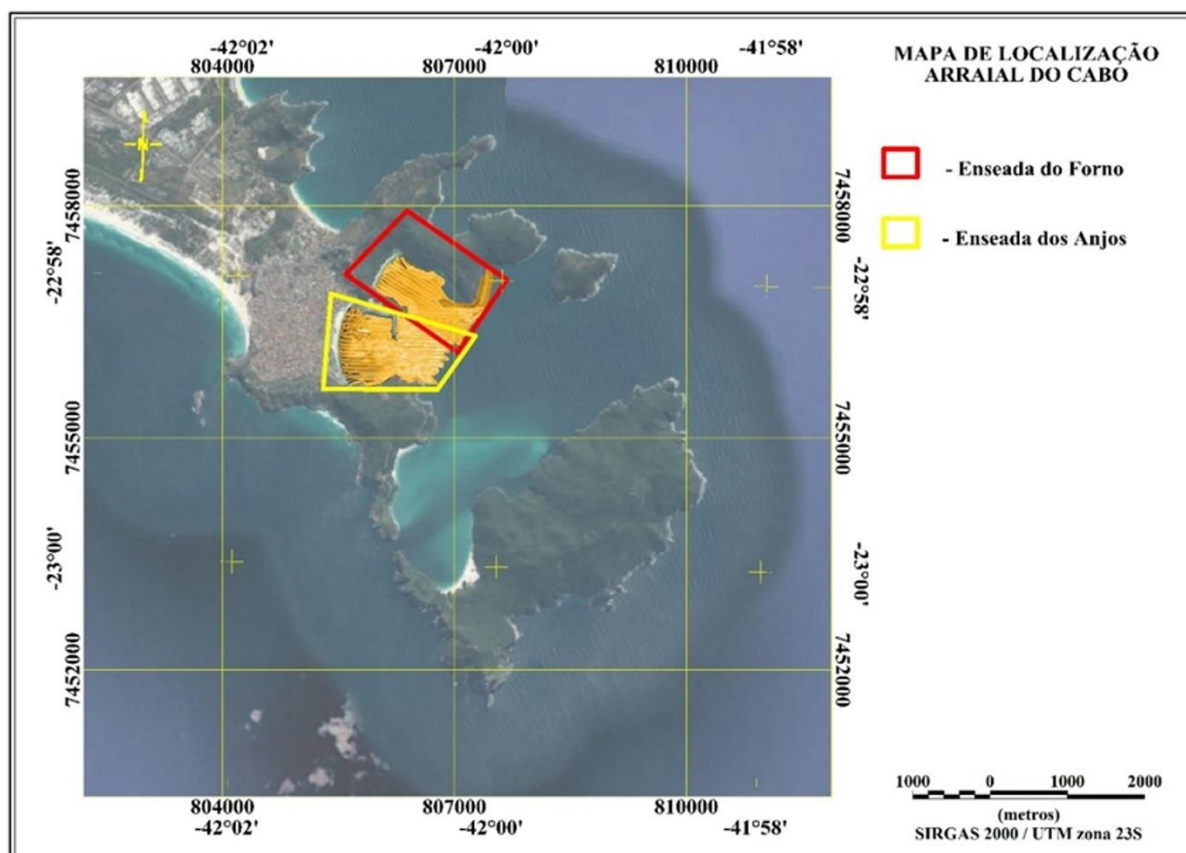 -42°02' -42°00' -41°58'
804000 807000 810000
MAPA DE LOCALIZAÇÃO
ARRAIAL DO CABO
N
- Enseada do Forno
- Enseada dos Anjos
7458000 7458000
-22°58' -22°58'
7455000 7455000
-23°00' -23°00'
7452000 7452000
804000 807000 810000
-42°02' -42°00' -41°58'
1000 0 1000 2000
(metros)
SIRGAS 2000 / UTM zona 23S